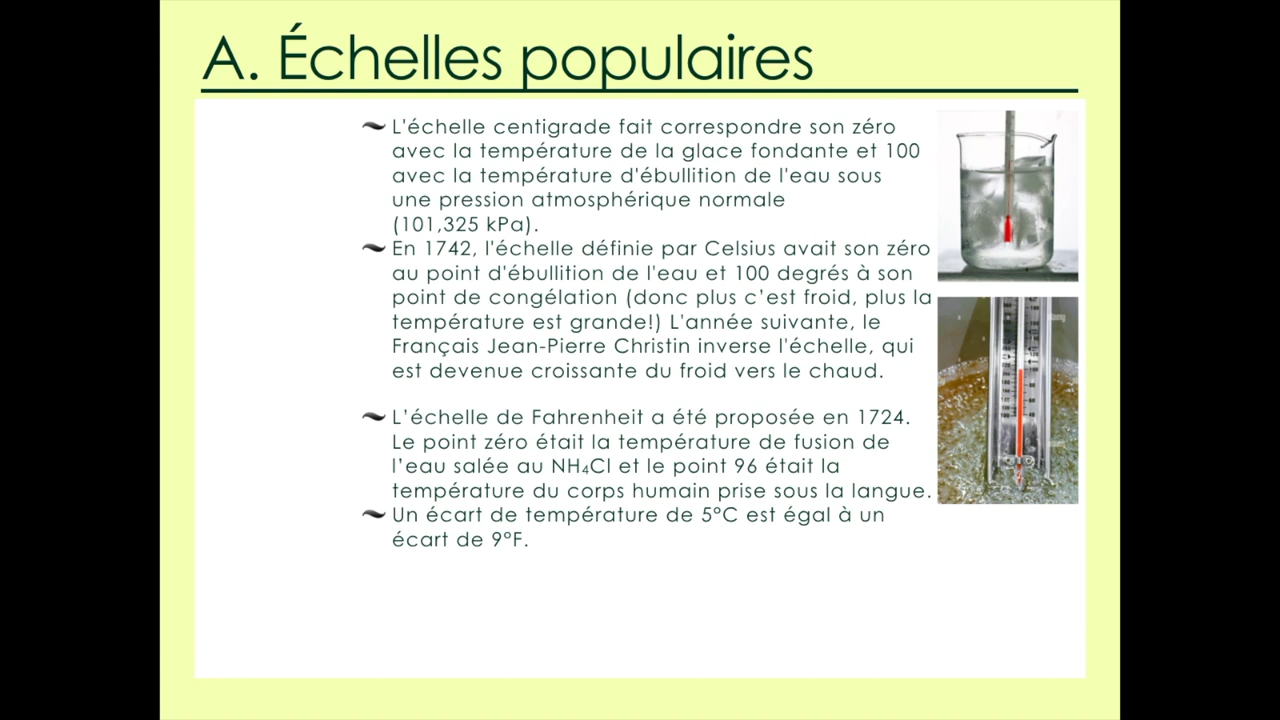 A. Échelles populaires
L'échelle centigrade fait correspondre son zéro
avec la température de la glace fondante et 100
avec la température d'ébullition de l'eau sous
une pression atmosphérique normale
(101,325 kPa).
En 1742, l'échelle définie par Celsius avait son zéro
au point d'ébullition de l'eau et 100 degrés à son
point de congélation (donc plus c’est froid, plus la
température est grande!) L'année suivante, le
Français Jean-Pierre Christin inverse l'échelle, qui
est devenue croissante du froid vers le chaud.
L’échelle de Fahrenheit a été proposée en 1724.
Le point zéro était la température de fusion de
l’eau salée au NH₄Cl et le point 96 était la
température du corps humain prise sous la langue.
Un écart de température de 5°C est égal à un
écart de 9°F.